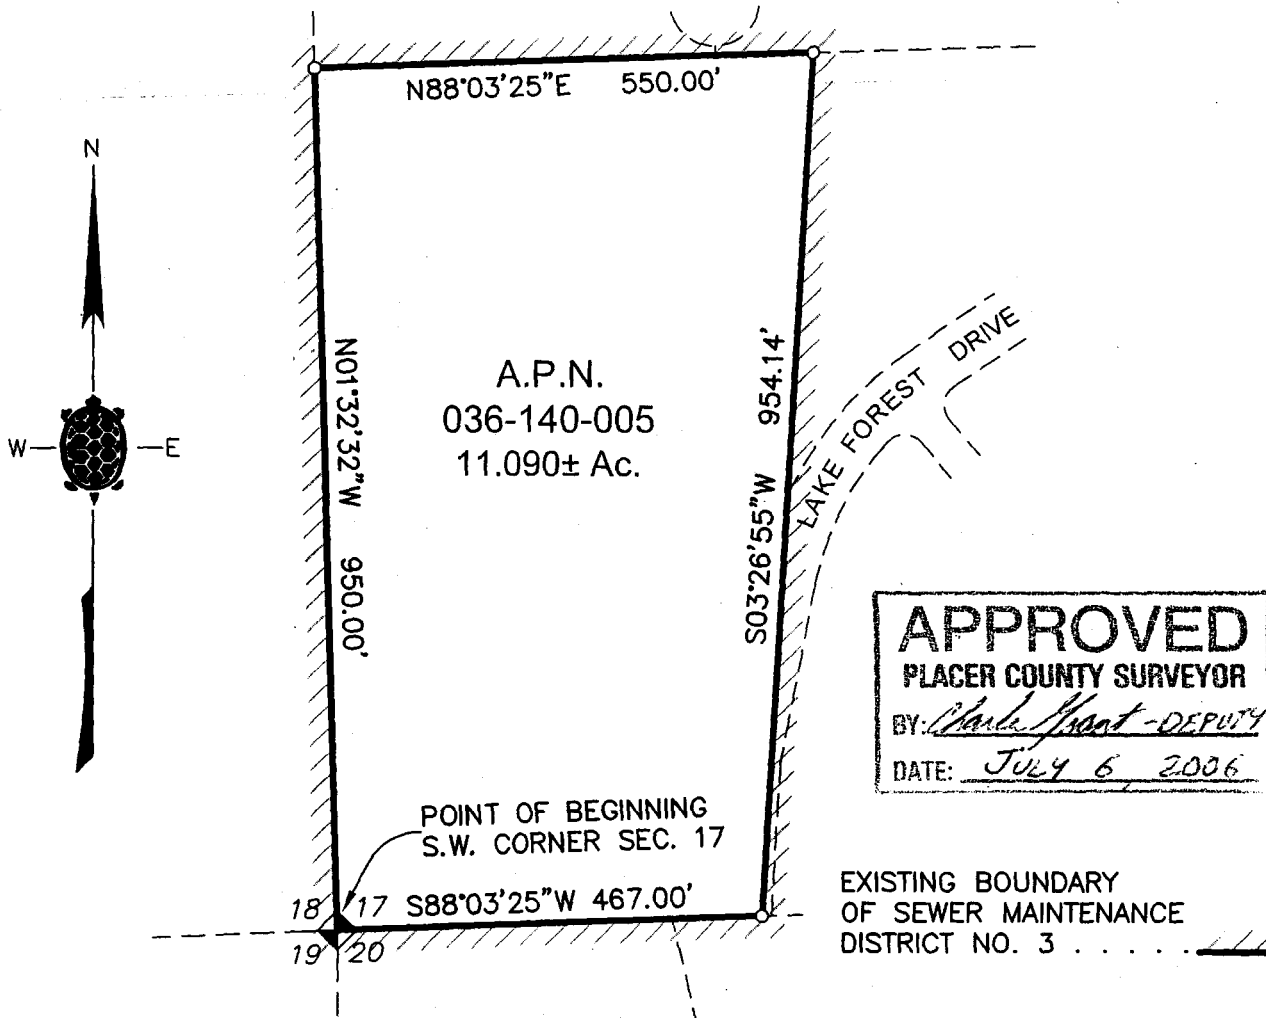 N88°03'25"E 550.00'
N
W E
N01°32'32"W 950.00'
A.P.N.
036-140-005
11.090± Ac.
S03°26'55"W 954.14'
LAKE FOREST DRIVE
APPROVED
PLACER COUNTY SURVEYOR
BY: Charles Grant - DEPUTY
DATE: JULY 6 2006
POINT OF BEGINNING
S.W. CORNER SEC. 17
18 17 S88°03'25"W 467.00'
19 20
EXISTING BOUNDARY
OF SEWER MAINTENANCE
DISTRICT NO. 3 . . . . .